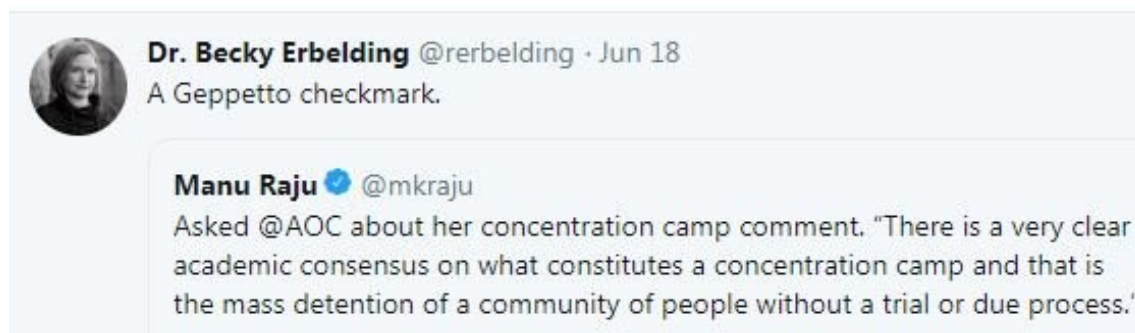 Dr. Becky Erbelding @rerbelding · Jun 18
A Geppetto checkmark.
Manu Raju @mkraju
Asked @AOC about her concentration camp comment. “There is a very clear
academic consensus on what constitutes a concentration camp and that is
the mass detention of a community of people without a trial or due process.”